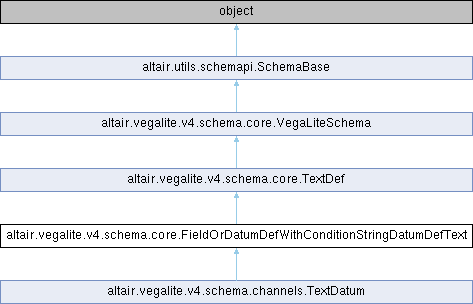 object
altair.utils.schemapi.SchemaBase
altair.vegalite.v4.schema.core.VegaLiteSchema
altair.vegalite.v4.schema.core.TextDef
altair.vegalite.v4.schema.core.FieldOrDatumDefWithConditionStringDatumDefText
altair.vegalite.v4.schema.channels.TextDatum